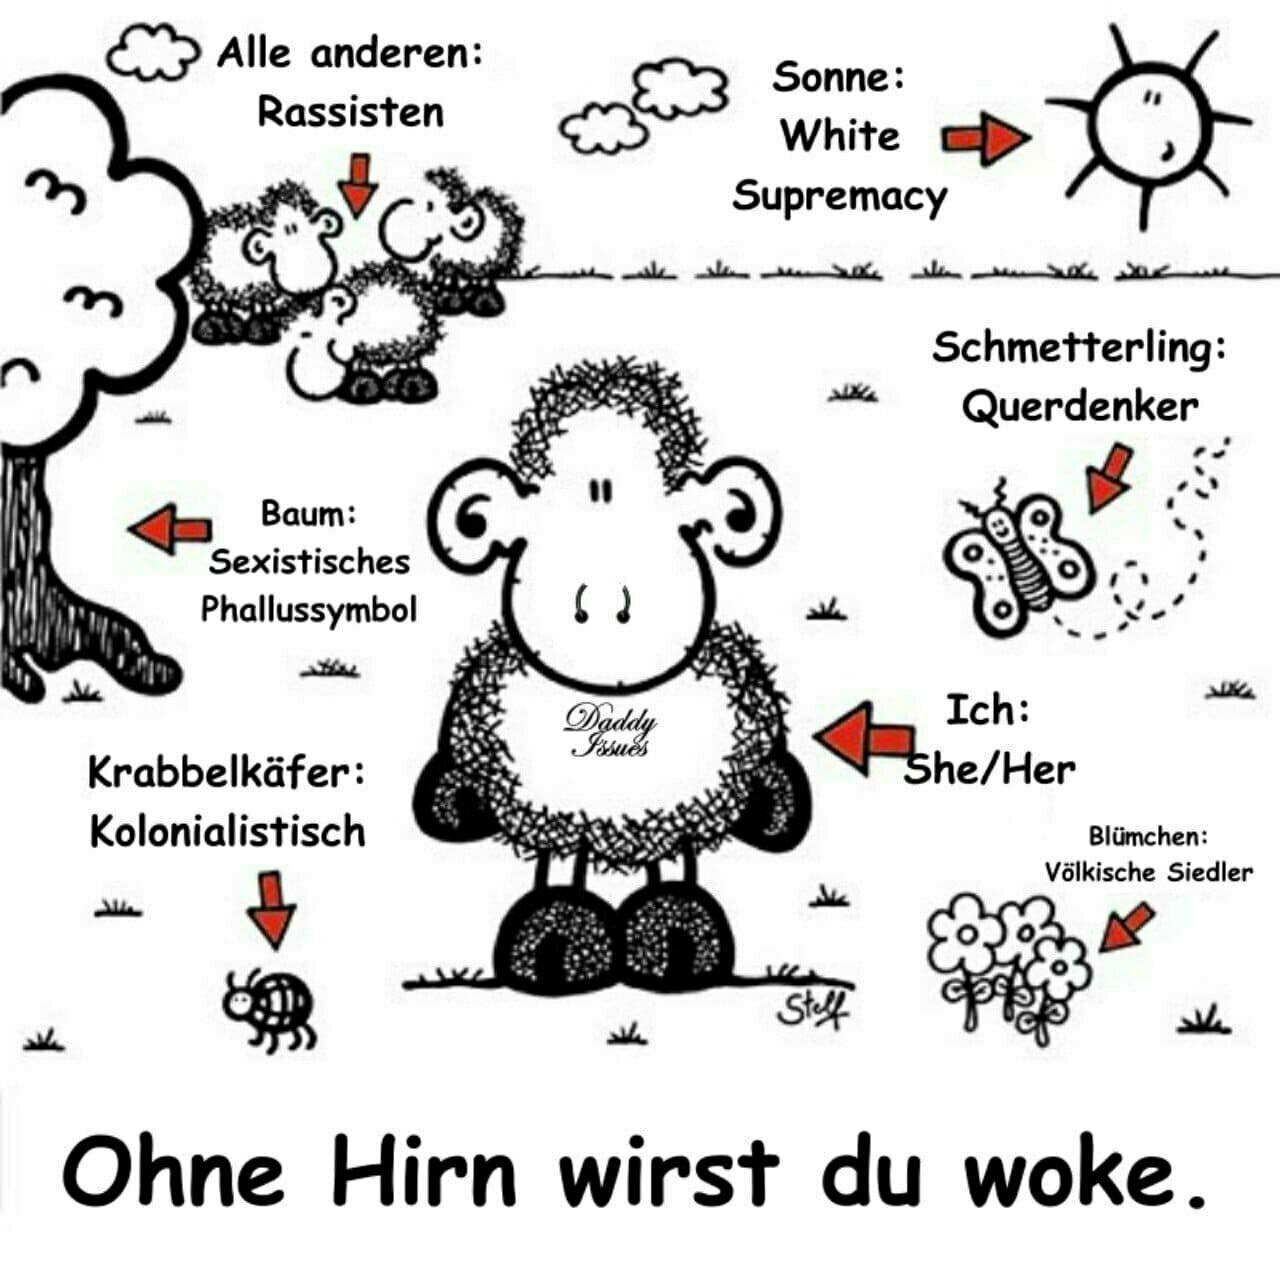 Alle anderen:
Rassisten
Sonne:
White
Supremacy
Schmetterling:
Querdenker
Baum:
Sexistisches
Phallussymbol
Daddy
Issues
Ich:
She/Her
Krabbelkäfer:
Kolonialistisch
Blümchen:
Völkische Siedler
Steff
Ohne Hirn wirst du woke.